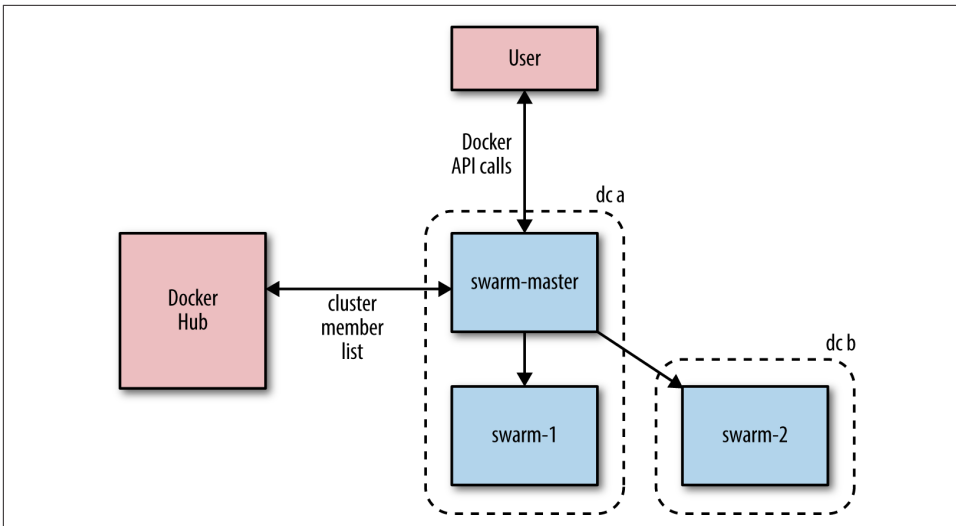 User
Docker
API calls
dc a
swarm-master
Docker
Hub
cluster
member
list
dc b
swarm-1
swarm-2